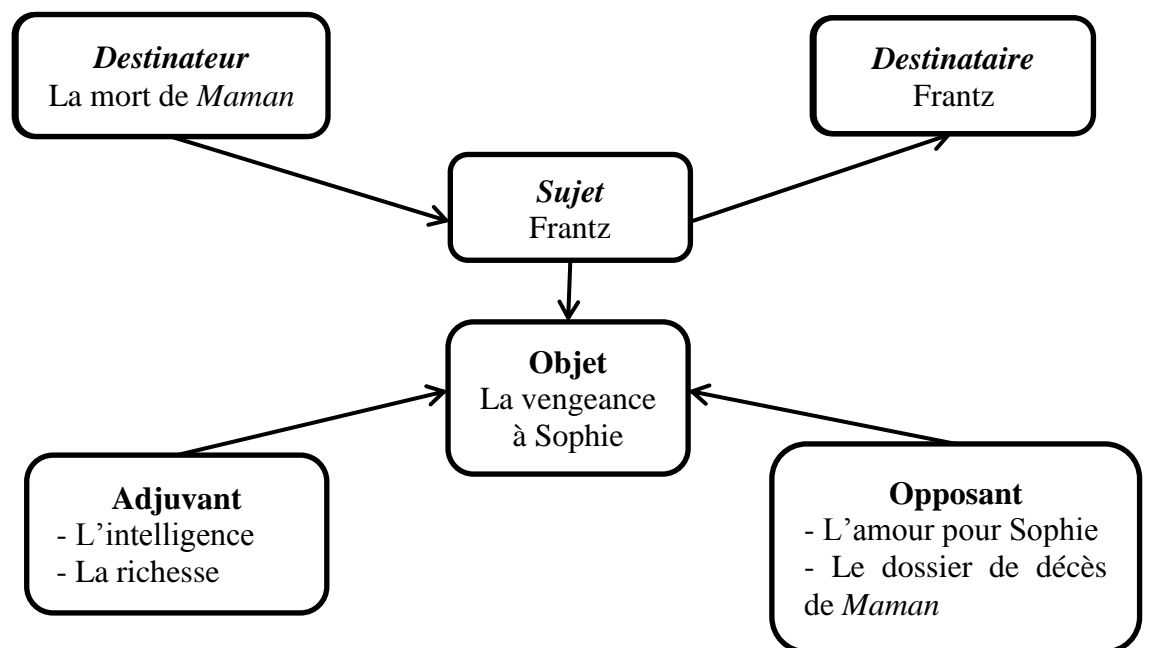 Destinateur
La mort de Maman
Destinataire
Frantz
Sujet
Frantz
Objet
La vengeance
à Sophie
Adjuvant
- L’intelligence
- La richesse
Opposant
- L’amour pour Sophie
- Le dossier de décès
de Maman